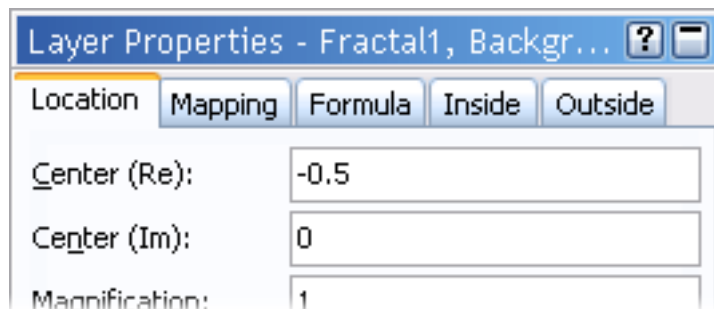 Layer Properties - Fractal1, Backgr... ?
Location Mapping Formula Inside Outside
Center (Re): -0.5
Center (Im): 0
Magnification: 1